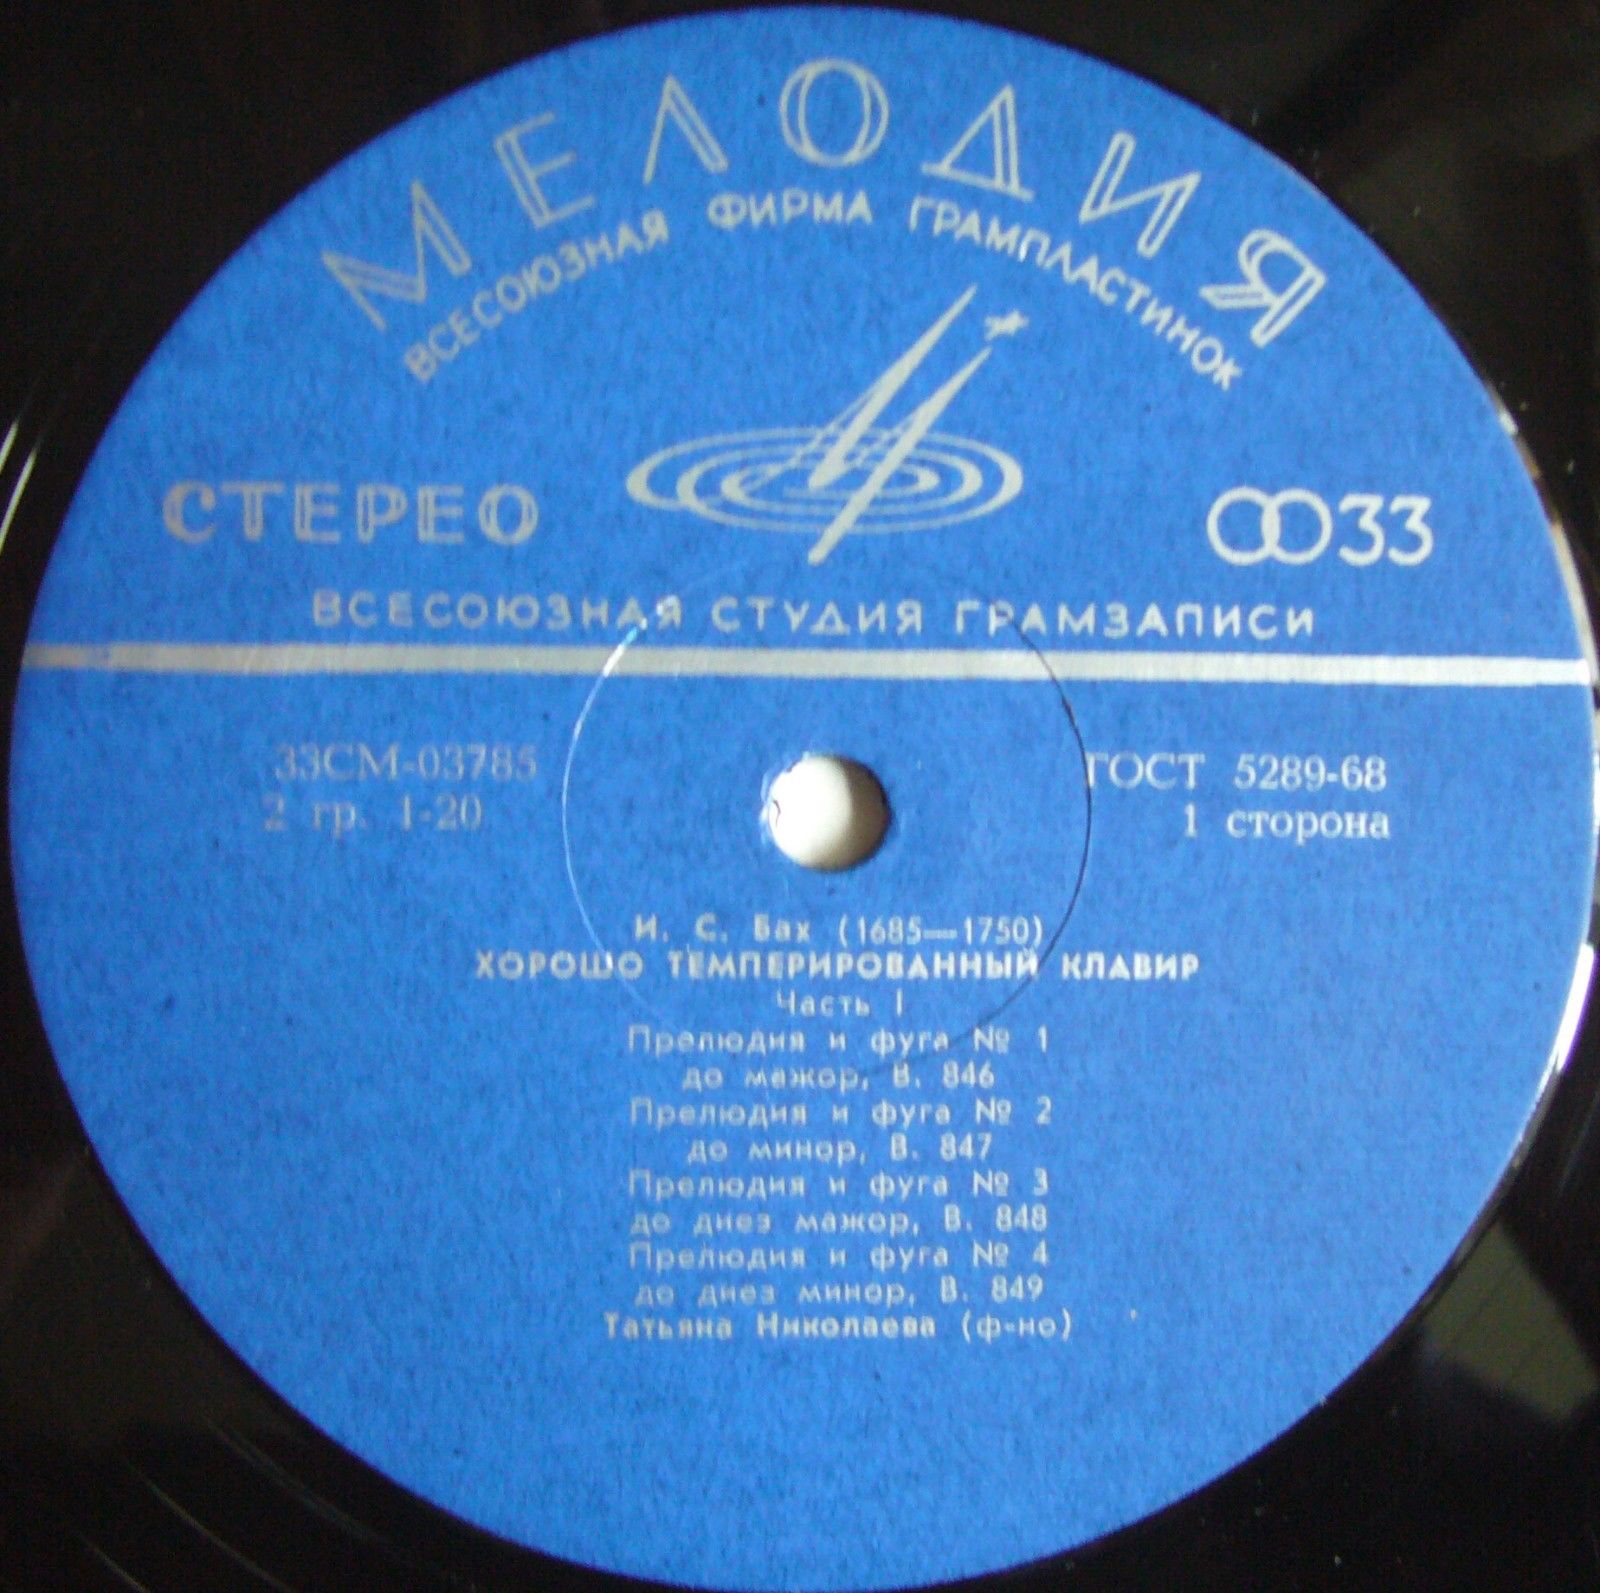 МЕЛОДИЯ
ВСЕСОЮЗНАЯ ФИРМА ГРАМПЛАСТИНОК
СТЕРЕО
33
ВСЕСОЮЗНАЯ СТУДИЯ ГРАМЗАПИСИ
33СМ-03785 ГОСТ 5289-68
2 гр. 1-20 1 сторона
И. С. Бах (1685—1750)
ХОРОШО ТЕМПЕРИРОВАННЫЙ КЛАВИР
Часть I
Прелюдия и фуга № 1
до мажор, В. 846
Прелюдия и фуга № 2
до минор, В. 847
Прелюдия и фуга № 3
до диез мажор, В. 848
Прелюдия и фуга № 4
до диез минор, В. 849
Татьяна Николаева (ф-но)